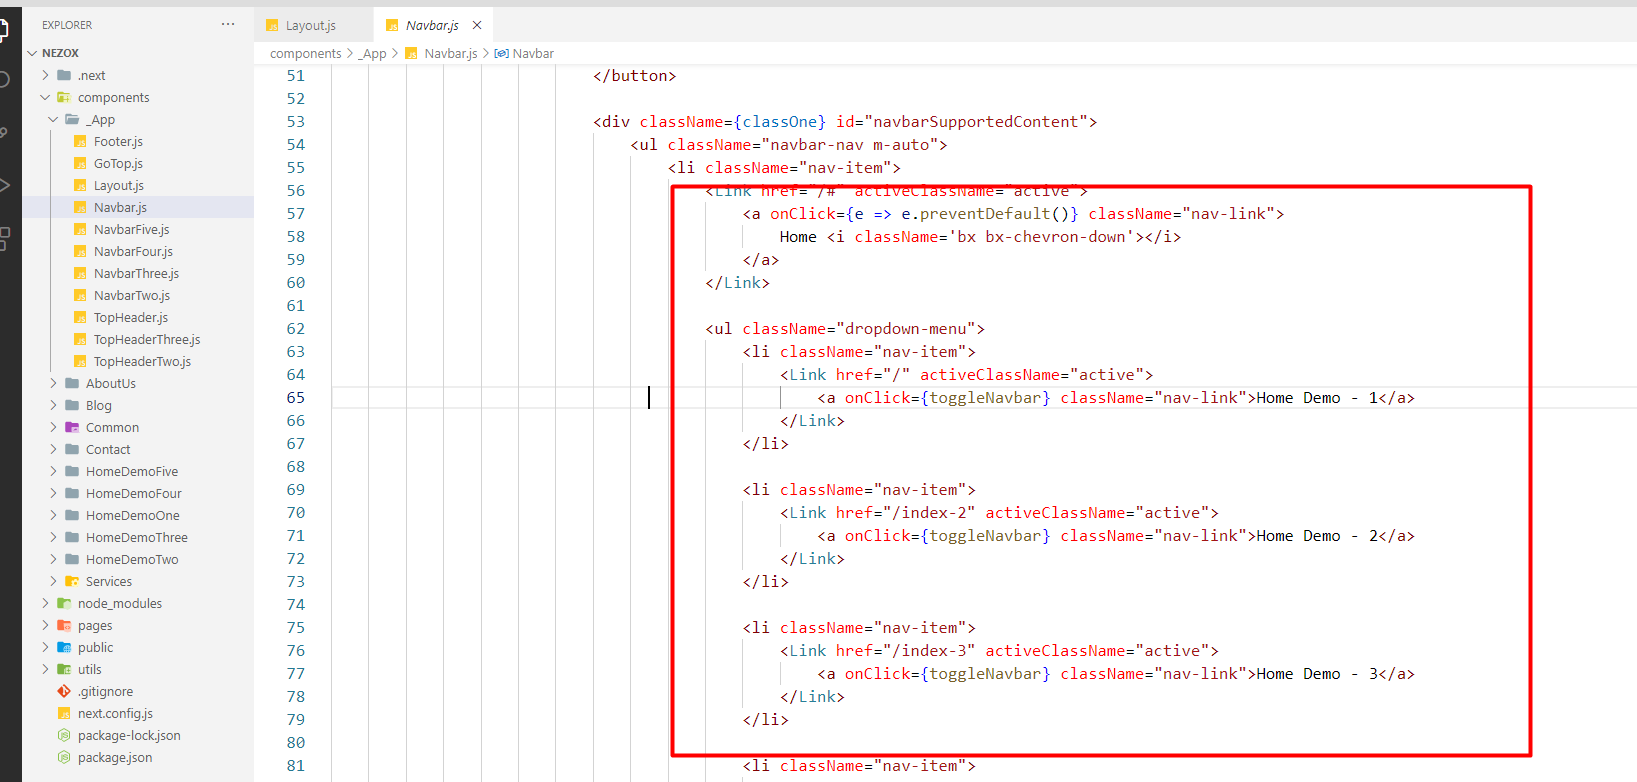 EXPLORER
···
NEZOX
.next
components
_App
Footer.js
GoTop.js
Layout.js
Navbar.js
NavbarFive.js
NavbarFour.js
NavbarThree.js
NavbarTwo.js
TopHeader.js
TopHeaderThree.js
TopHeaderTwo.js
AboutUs
Blog
Common
Contact
HomeDemoFive
HomeDemoFour
HomeDemoOne
HomeDemoThree
HomeDemoTwo
Services
node_modules
pages
public
utils
.gitignore
next.config.js
package-lock.json
package.json
JS Layout.js JS Navbar.js ×
components > _App > JS Navbar.js > Navbar
51 </button>
52
53 <div className={classOne} id="navbarSupportedContent">
54 <ul className="navbar-nav m-auto">
55 <li className="nav-item">
56 <Link href="/#" activeClassName="active">
57 <a onClick={e => e.preventDefault()} className="nav-link">
58 Home <i className='bx bx-chevron-down'></i>
59 </a>
60 </Link>
61
62 <ul className="dropdown-menu">
63 <li className="nav-item">
64 <Link href="/" activeClassName="active">
65 <a onClick={toggleNavbar} className="nav-link">Home Demo - 1</a>
66 </Link>
67 </li>
68
69 <li className="nav-item">
70 <Link href="/index-2" activeClassName="active">
71 <a onClick={toggleNavbar} className="nav-link">Home Demo - 2</a>
72 </Link>
73 </li>
74
75 <li className="nav-item">
76 <Link href="/index-3" activeClassName="active">
77 <a onClick={toggleNavbar} className="nav-link">Home Demo - 3</a>
78 </Link>
79 </li>
80
81 <li className="nav-item">